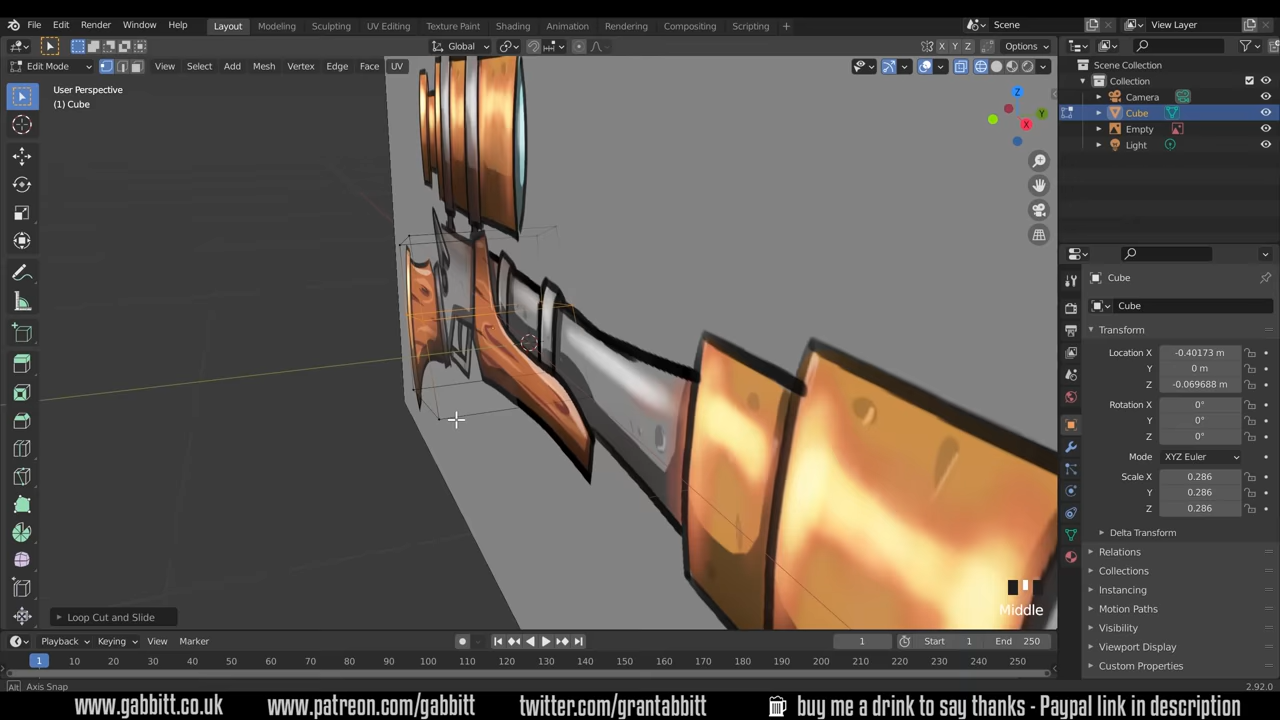 File Edit Render Window Help Layout Modeling Sculpting UV Editing Texture Paint Shading Animation Rendering Compositing Scripting + Scene View Layer
Global Options
X Y Z
Edit Mode View Select Add Mesh Vertex Edge Face UV
User Perspective
(1) Cube
Z
Y
X
Scene Collection
Collection
Camera
Cube
Empty
Light
Cube
Cube
Transform
Location X -0.40173 m
Y 0 m
Z -0.069688 m
Rotation X 0°
Y 0°
Z 0°
Mode XYZ Euler
Scale X 0.286
Y 0.286
Z 0.286
Delta Transform
Relations
Collections
Instancing
Motion Paths
Visibility
Viewport Display
Custom Properties
Middle
Loop Cut and Slide
Playback Keying View Marker 1 Start 1 End 250
1 10 20 30 40 50 60 70 80 90 100 110 120 130 140 150 160 170 180 190 200 210 220 230 240 250
Alt Axis Snap 2.92.0
www.gabbitt.co.uk www.patreon.com/gabbitt twitter.com/grantabbitt buy me a drink to say thanks - Paypal link in description